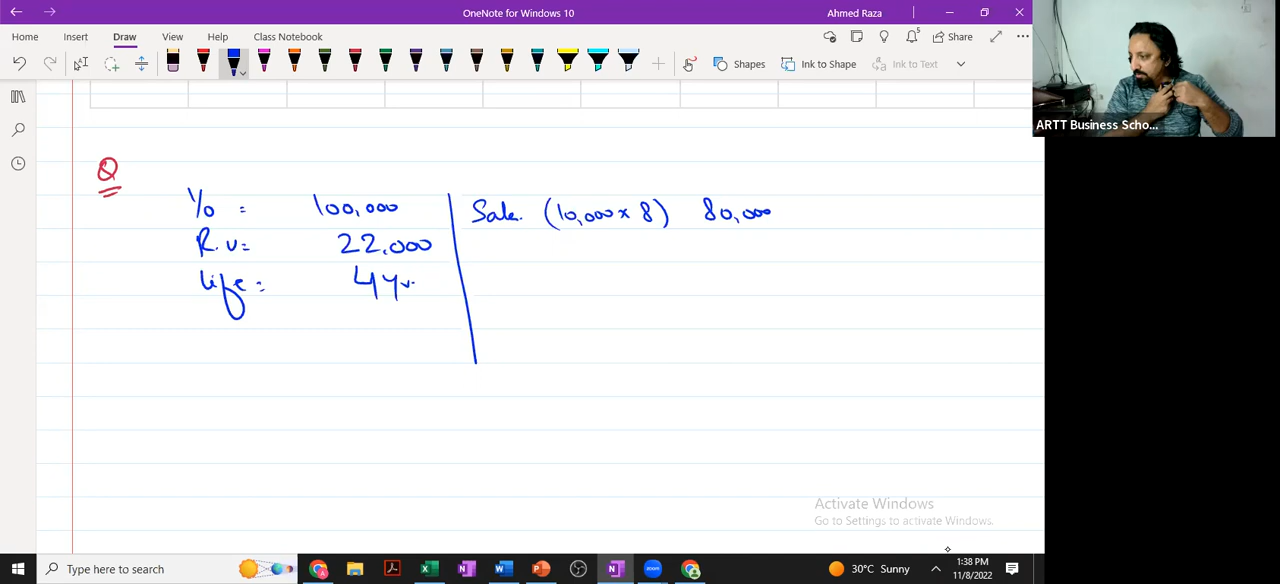 OneNote for Windows 10
Ahmed Raza
Home Insert Draw View Help Class Notebook
5
Share
Shapes Ink to Shape Ink to Text
ARTT Business Scho...
Q
I/o = 100,000
R.v= 22,000
life = 4yr
Sale (10,000 x 8) 80,000
Activate Windows
Go to Settings to activate Windows.
Type here to search
30°C Sunny
1:38 PM
11/8/2022